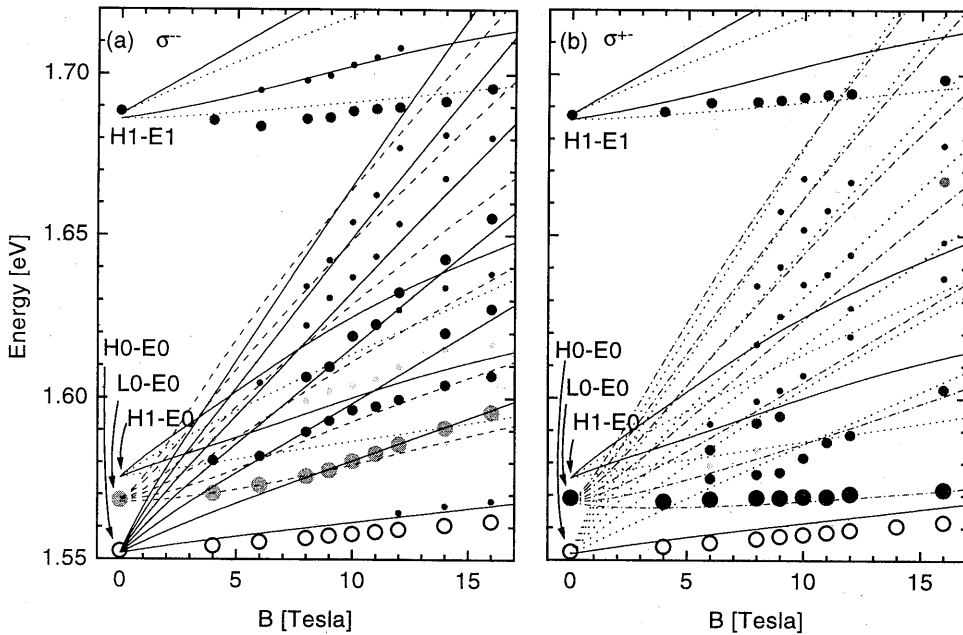 (a) σ⁻⁻
(b) σ⁺⁻
1.70
H1-E1
H1-E1
1.65
Energy [eV]
H0-E0
L0-E0
H1-E0
H0-E0
L0-E0
H1-E0
1.60
1.55
0 5 10 15
0 5 10 15
B [Tesla]
B [Tesla]